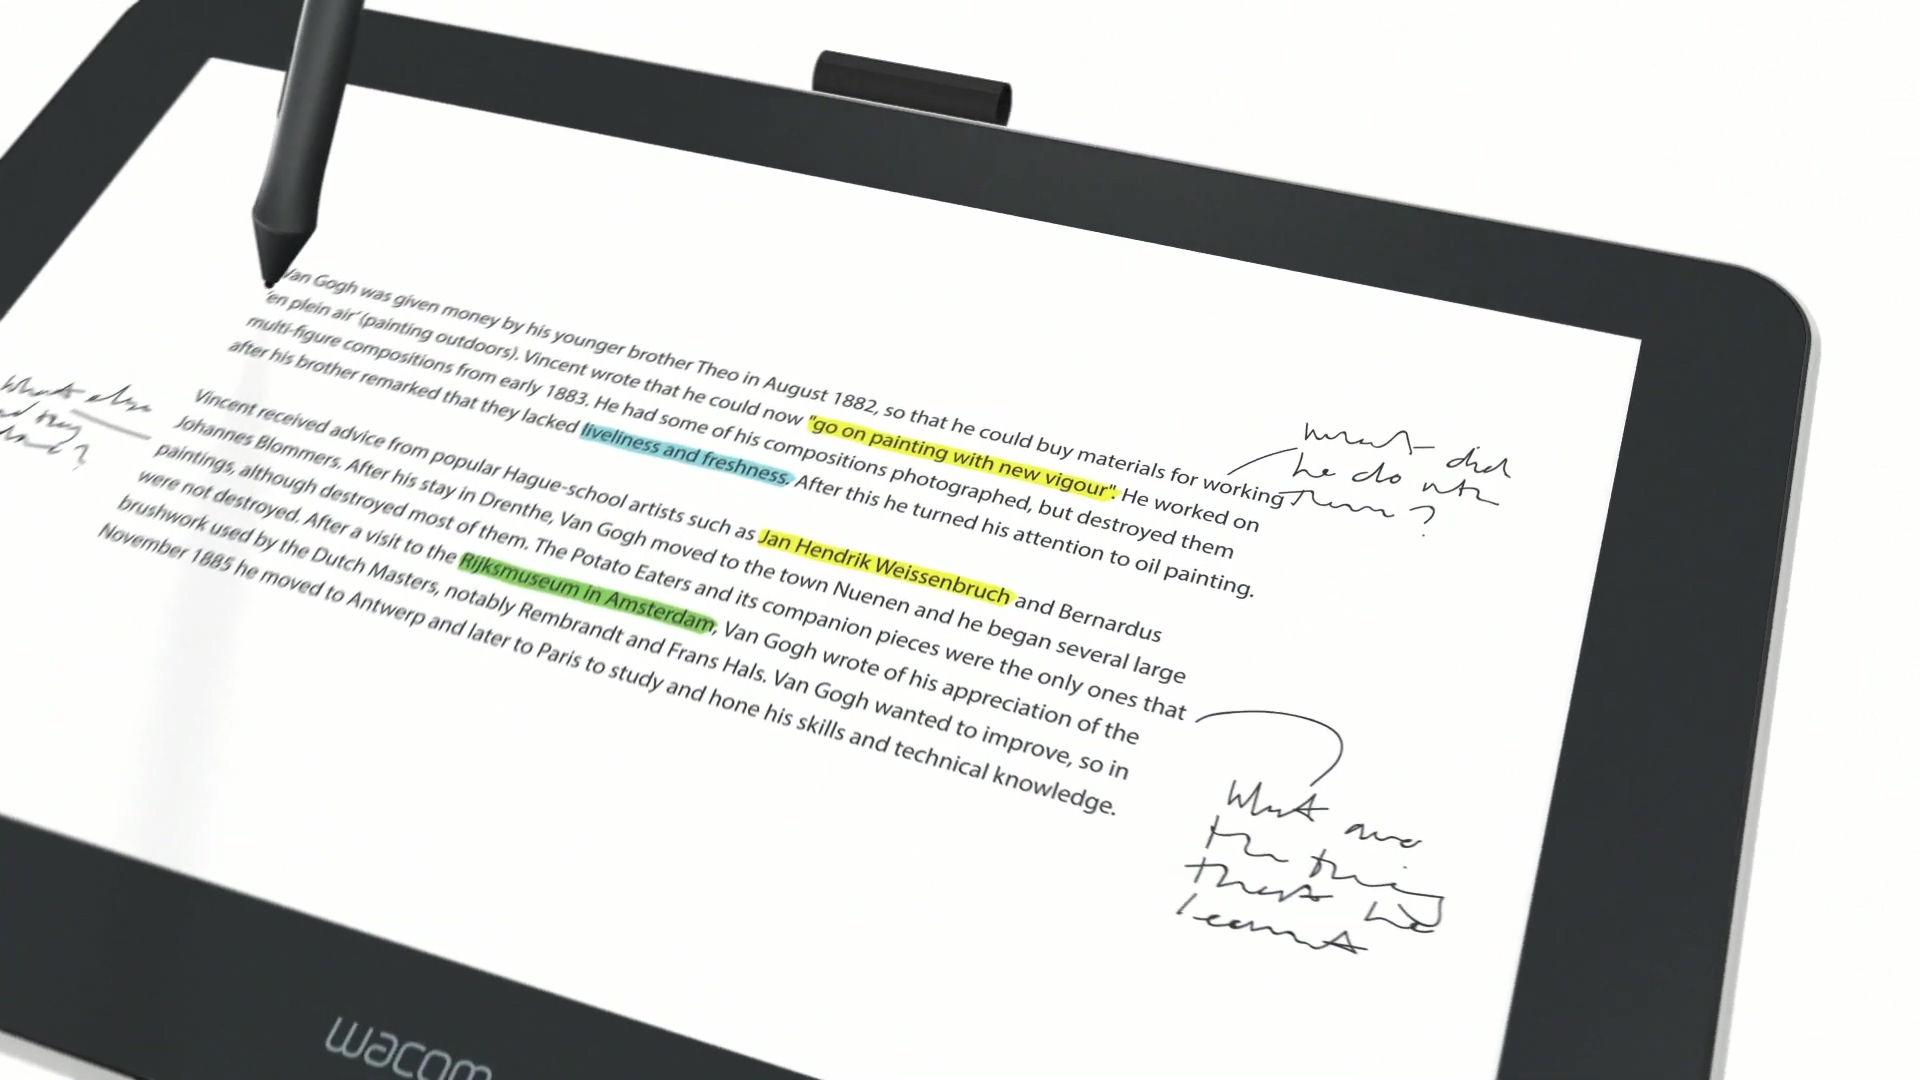 Van Gogh was given money by his younger brother Theo in August 1882, so that he could buy materials for working
'en plein air' (painting outdoors). Vincent wrote that he could now "go on painting with new vigour". He worked on
multi-figure compositions from early 1883. He had some of his compositions photographed, but destroyed them
after his brother remarked that they lacked liveliness and freshness. After this he turned his attention to oil painting.
what did
he do with
them?
What else
Vincent received advice from popular Hague-school artists such as Jan Hendrik Weissenbruch and Bernardus
Johannes Blommers. After his stay in Drenthe, Van Gogh moved to the town Nuenen and he began several large
paintings, although destroyed most of them. The Potato Eaters and its companion pieces were the only ones that
were not destroyed. After a visit to the Rijksmuseum in Amsterdam, Van Gogh wrote of his appreciation of the
brushwork used by the Dutch Masters, notably Rembrandt and Frans Hals. Van Gogh wanted to improve, so in
November 1885 he moved to Antwerp and later to Paris to study and hone his skills and technical knowledge.
What are
the thing
that he
learnt
wacom